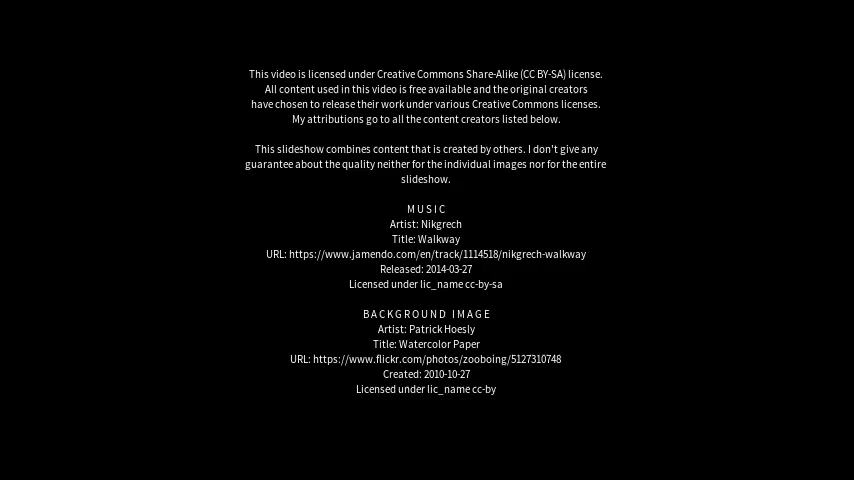 This video is licensed under Creative Commons Share-Alike (CC BY-SA) license.
All content used in this video is free available and the original creators
have chosen to release their work under various Creative Commons licenses.
My attributions go to all the content creators listed below.
This slideshow combines content that is created by others. I don't give any
guarantee about the quality neither for the individual images nor for the entire
slideshow.
MUSIC
Artist: Nikgrech
Title: Walkway
URL: https://www.jamendo.com/en/track/1114518/nikgrech-walkway
Released: 2014-03-27
Licensed under lic_name cc-by-sa
BACKGROUND IMAGE
Artist: Patrick Hoesly
Title: Watercolor Paper
URL: https://www.flickr.com/photos/zooboing/5127310748
Created: 2010-10-27
Licensed under lic_name cc-by